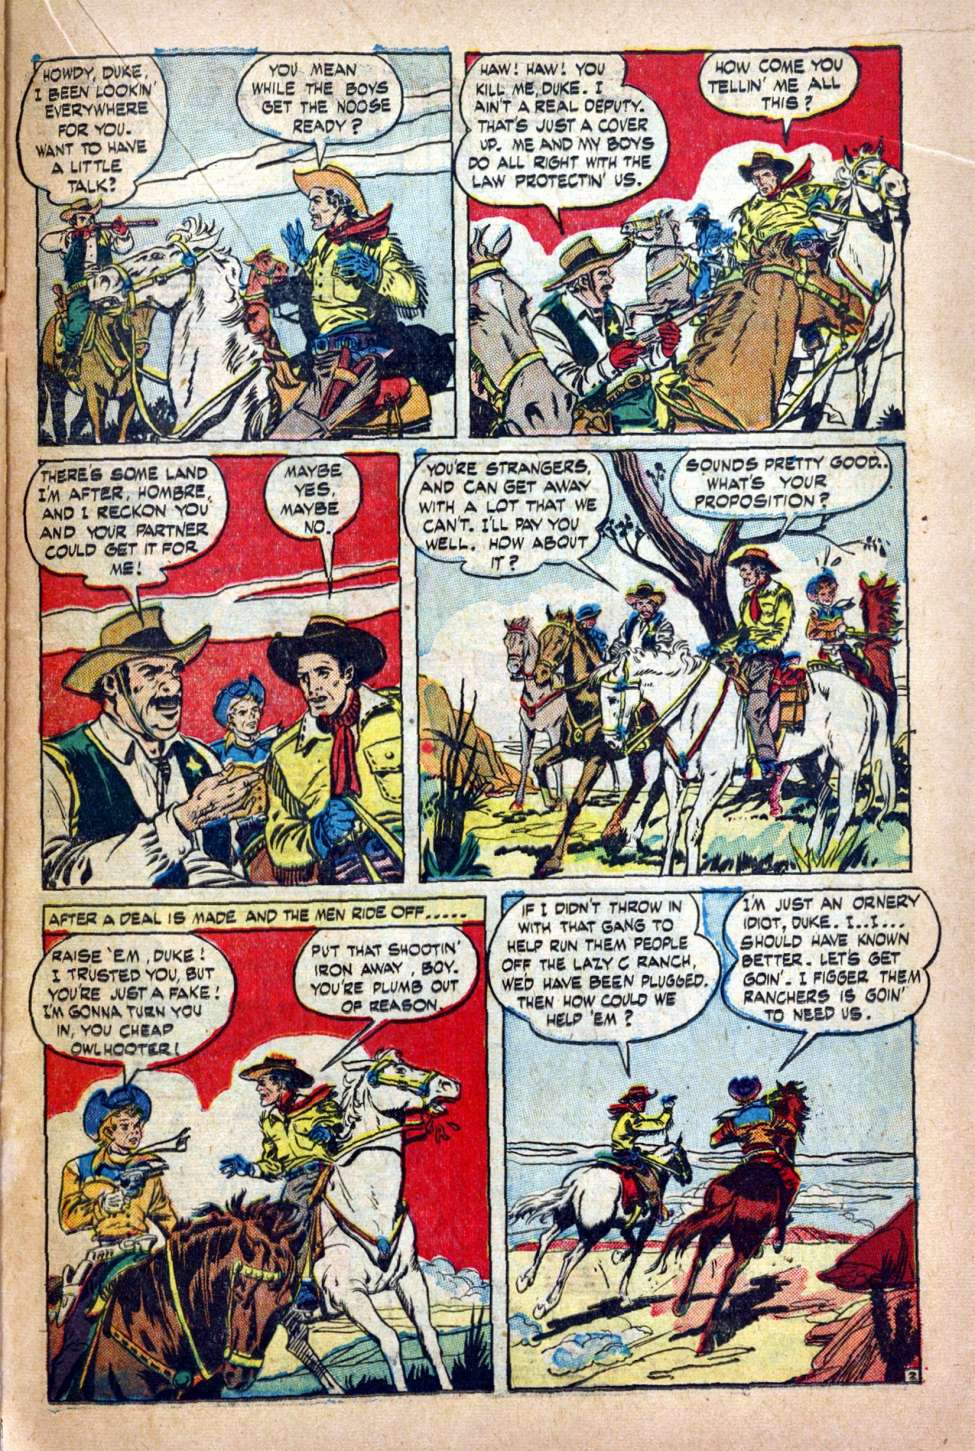 HOWDY, DUKE,
I BEEN LOOKIN'
EVERYWHERE
FOR YOU.
WANT TO HAVE
A LITTLE
TALK?
YOU MEAN
WHILE THE BOYS
GET THE NOOSE
READY?
HAW! HAW! YOU
KILL ME, DUKE. I
AIN'T A REAL DEPUTY.
THAT'S JUST A COVER
UP. ME AND MY BOYS
DO ALL RIGHT WITH THE
LAW PROTECTIN' US.
HOW COME YOU
TELLIN' ME ALL
THIS?
THERE'S SOME LAND
I'M AFTER, HOMBRE,
AND I RECKON YOU
AND YOUR PARTNER
COULD GET IT FOR
ME!
MAYBE
YES,
MAYBE
NO.
YOU'RE STRANGERS,
AND CAN GET AWAY
WITH A LOT THAT WE
CAN'T. I'LL PAY YOU
WELL. HOW ABOUT
IT?
SOUNDS PRETTY GOOD..
WHAT'S YOUR
PROPOSITION?
AFTER A DEAL IS MADE AND THE MEN RIDE OFF.....
RAISE 'EM, DUKE!
I TRUSTED YOU, BUT
YOU'RE JUST A FAKE!
I'M GONNA TURN YOU
IN, YOU CHEAP
OWLHOOTER!
PUT THAT SHOOTIN'
IRON AWAY, BOY.
YOU'RE PLUMB OUT
OF REASON.
IF I DIDN'T THROW IN
WITH THAT GANG TO
HELP RUN THEM PEOPLE
OFF THE LAZY C RANCH,
WE'D HAVE BEEN PLUGGED.
THEN HOW COULD WE
HELP 'EM?
I'M JUST AN ORNERY
IDIOT, DUKE. I..I...
SHOULD HAVE KNOWN
BETTER. LET'S GET
GOIN'. I FIGGER THEM
RANCHERS IS GOIN'
TO NEED US.
2